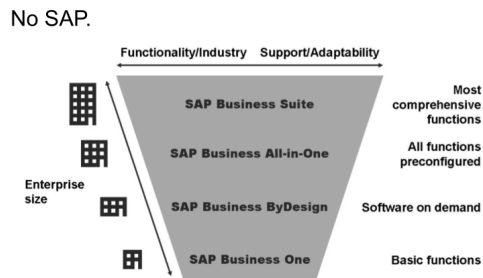 No SAP.
Functionality/Industry Support/Adaptability
SAP Business Suite
Most
comprehensive
functions
SAP Business All-in-One
All functions
preconfigured
Enterprise
size
SAP Business ByDesign
Software on demand
SAP Business One
Basic functions